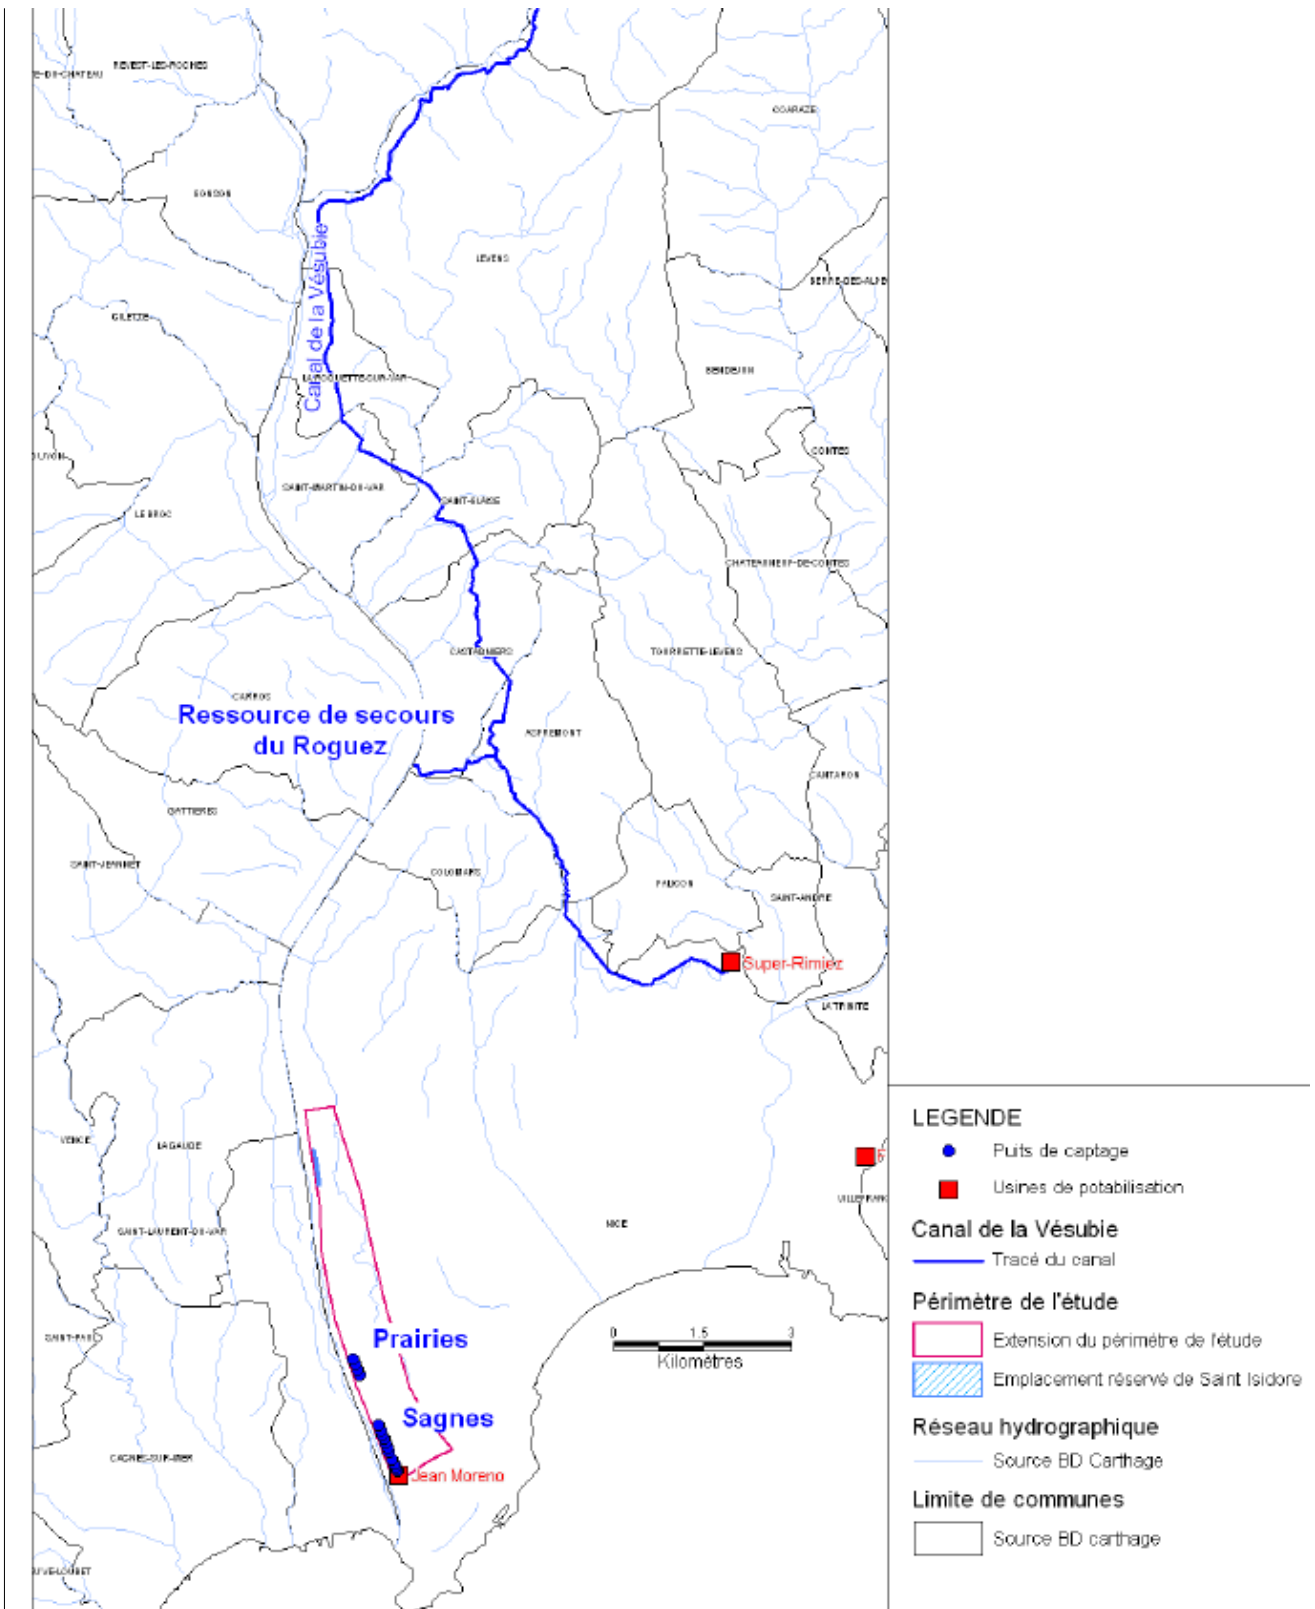 REVEST-LES-ROCHES
E-DU-CHATEAU
COARAZE
BONSON
LEVENS
Canal de la Vésubie
GILETTE
BENDEJUN
LA ROQUETTE-SUR-VAR
CONTES
SAINT-MARTIN-DU-VAR
SAINT-BLAISE
LE BROC
CHATEAUNEUF-DE-CONTES
CASTAGNIERS
TOURRETTE-LEVENS
CARROS
Ressource de secours
du Roguez
ASPREMONT
CANTARON
GATTIERES
SAINT-JEANNET
COLOMARS
FALICON
SAINT-ANDRE
Super-Rimiez
LA TRINITE
VENCE
LA GAUDE
VILLEFRANC
NICE
SAINT-LAURENT-DU-VAR
SAINT-PAUL
Prairies
0 1.5 3
Kilomètres
Sagnes
CAGNES-SUR-MER
Jean Moreno
LEGENDE
Puits de captage
Usines de potabilisation
Canal de la Vésubie
Tracé du canal
Périmètre de l'étude
Extension du périmètre de l'étude
Emplacement réservé de Saint Isidore
Réseau hydrographique
Source BD Carthage
Limite de communes
Source BD carthage